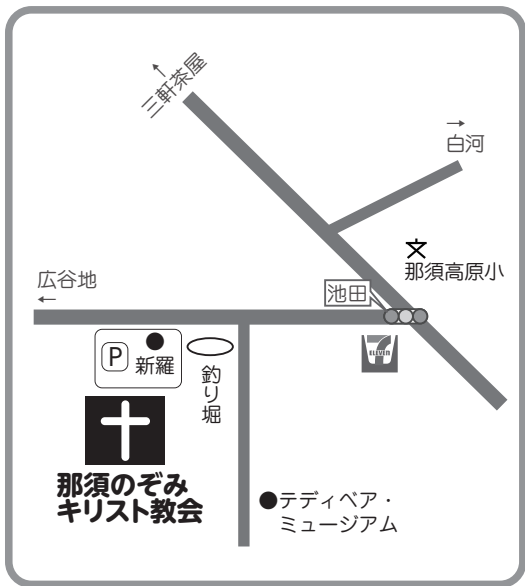 三軒茶屋
白河
文
那須高原小
広谷地
池田
ELEVEN
P
新羅
釣り堀
那須のぞみ
キリスト教会
●テディベア・
ミュージアム